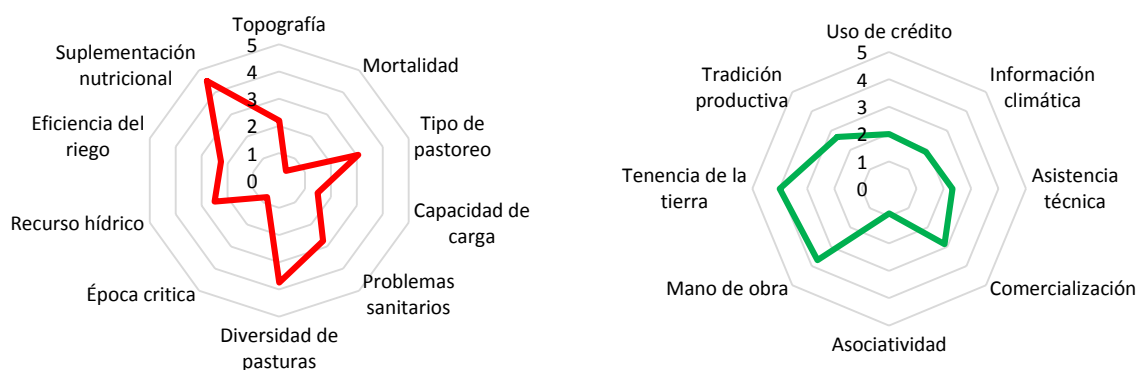 Topografía
Mortalidad
Tipo de
pastoreo
Capacidad de
carga
Problemas
sanitarios
Diversidad de
pasturas
Época critica
Recurso hídrico
Eficiencia del
riego
Suplementación
nutricional
5
4
3
2
1
0
Uso de crédito
Información
climática
Asistencia
técnica
Comercialización
Asociatividad
Mano de obra
Tenencia de la
tierra
Tradición
productiva
5
4
3
2
1
0